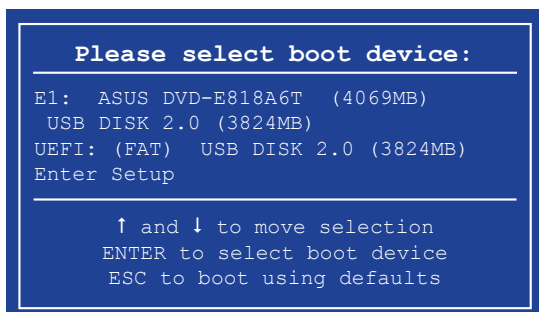 Please select boot device:
E1: ASUS DVD-E818A6T (4069MB)
USB DISK 2.0 (3824MB)
UEFI: (FAT) USB DISK 2.0 (3824MB)
Enter Setup
↑ and ↓ to move selection
ENTER to select boot device
ESC to boot using defaults